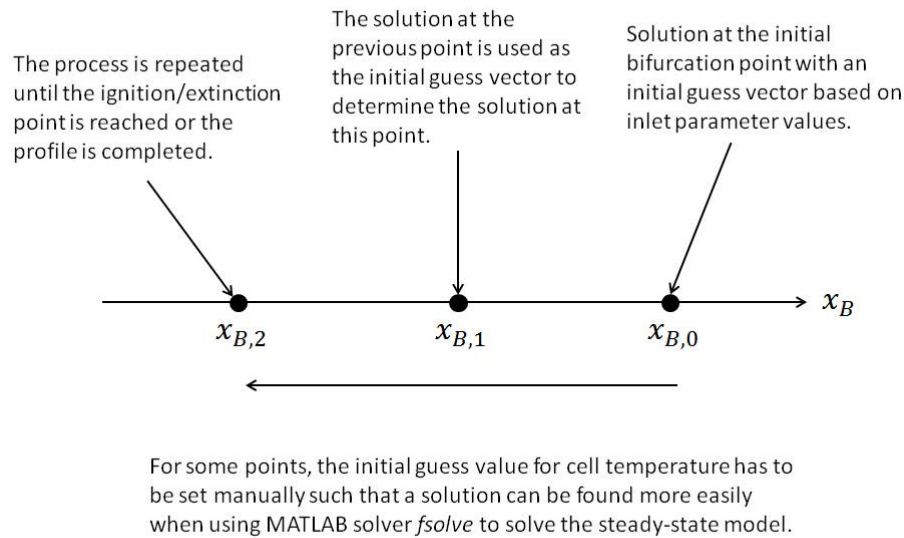 The process is repeated
until the ignition/extinction
point is reached or the
profile is completed.
The solution at the
previous point is used as
the initial guess vector to
determine the solution at
this point.
Solution at the initial
bifurcation point with an
initial guess vector based on
inlet parameter values.
x_B
x_{B,2}
x_{B,1}
x_{B,0}
For some points, the initial guess value for cell temperature has to
be set manually such that a solution can be found more easily
when using MATLAB solver fsolve to solve the steady-state model.